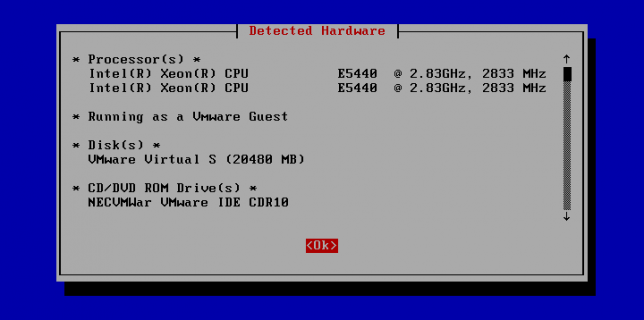 Detected Hardware
* Processor(s) *
Intel(R) Xeon(R) CPU E5440 @ 2.83GHz, 2833 MHz
Intel(R) Xeon(R) CPU E5440 @ 2.83GHz, 2833 MHz
* Running as a VMware Guest
* Disk(s) *
VMware Virtual S (20480 MB)
* CD/DVD ROM Drive(s) *
NECVMWar VMware IDE CDR10
<Ok>